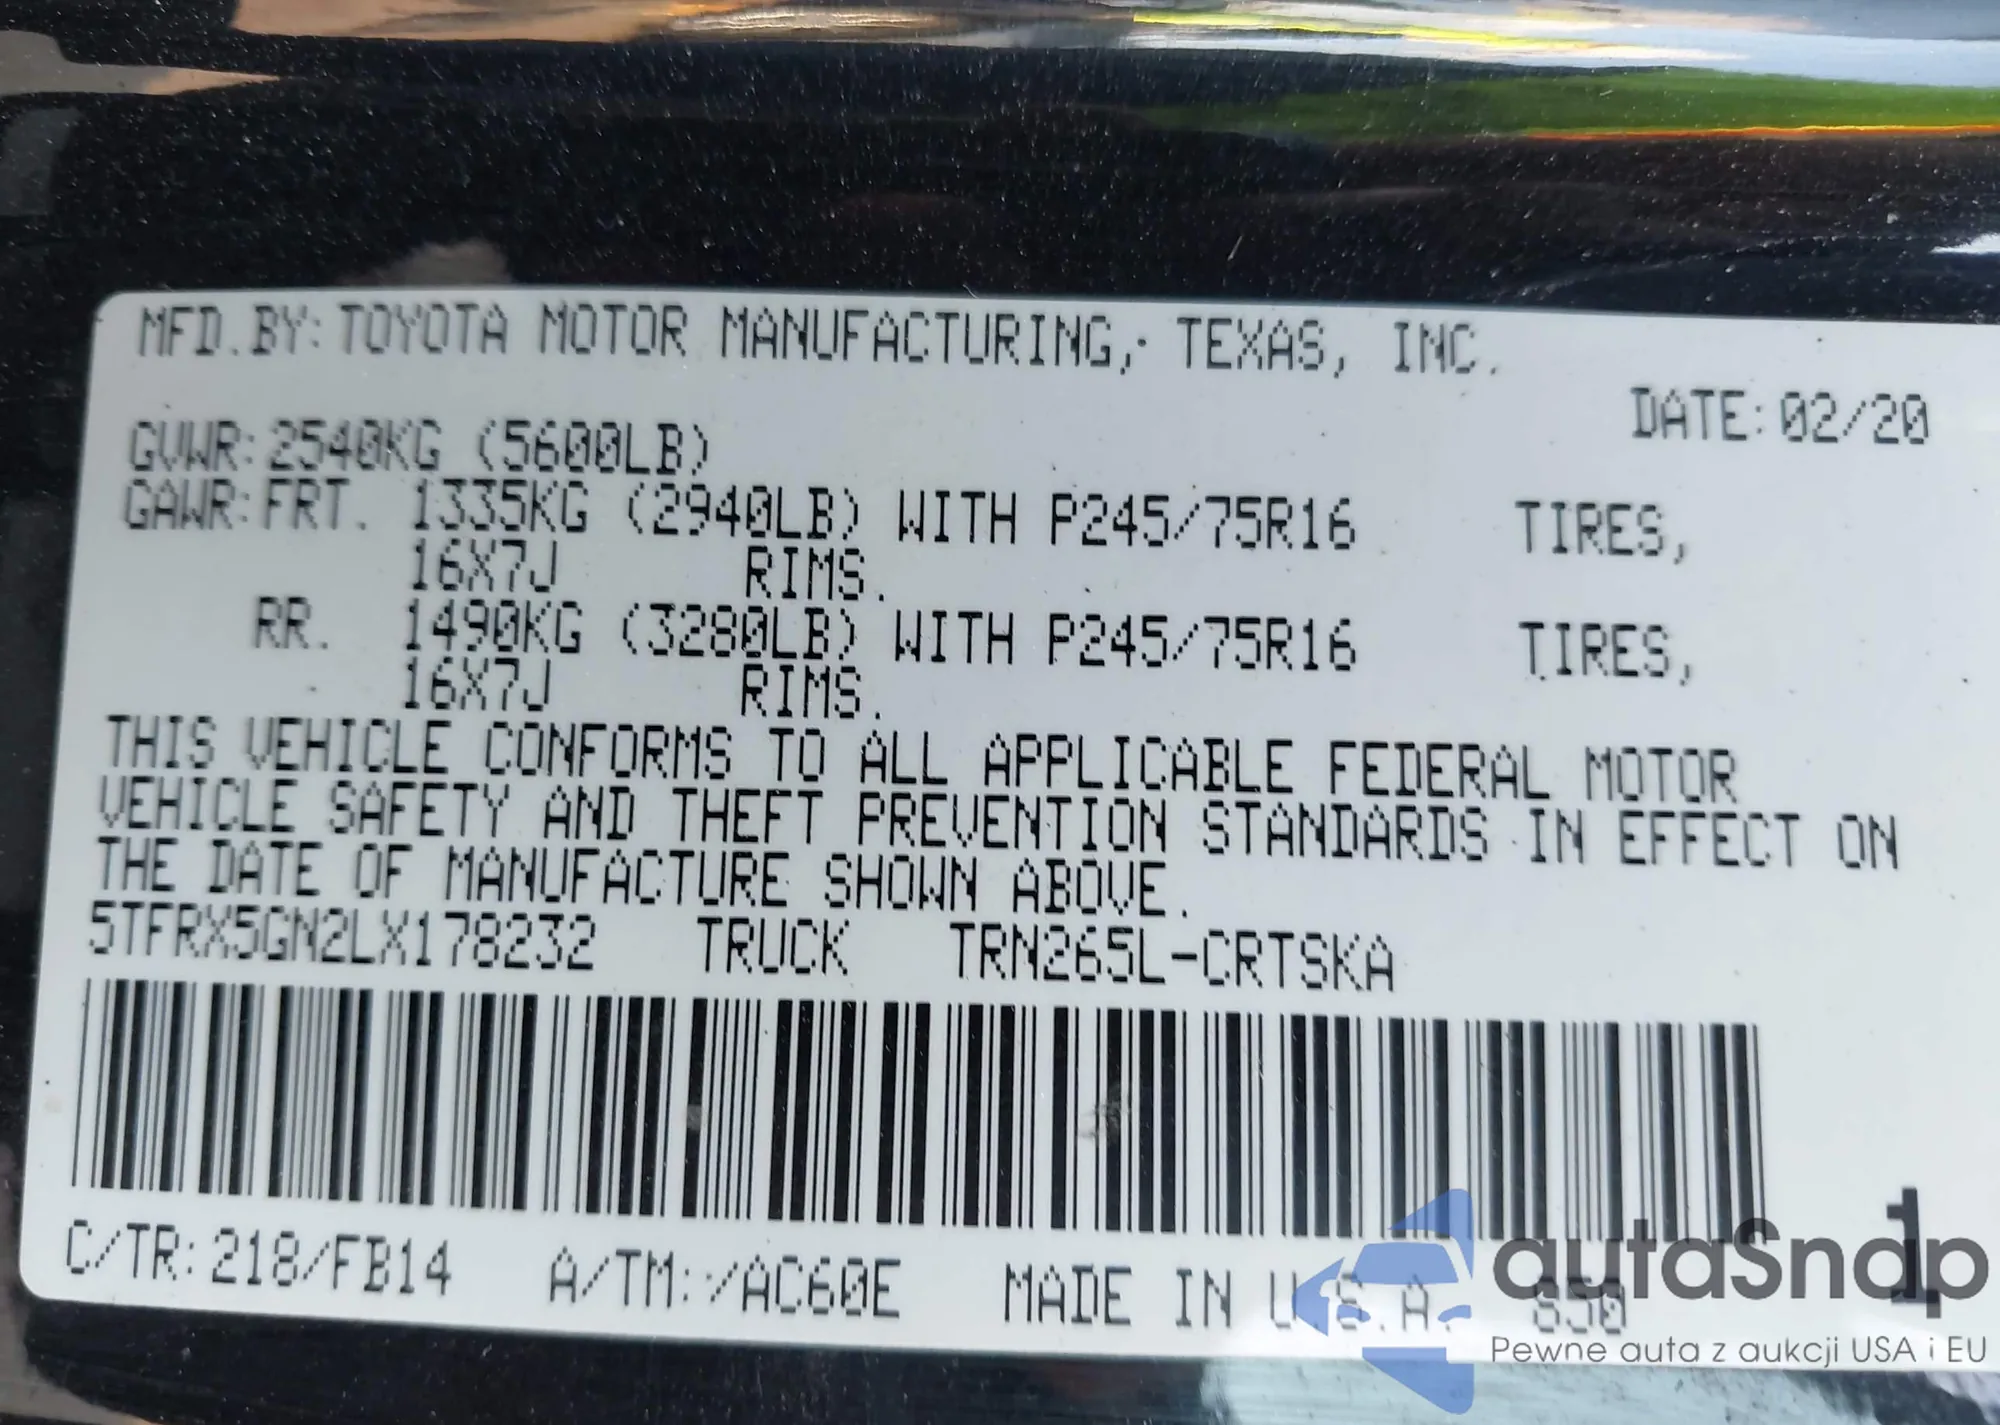 MFD.BY:TOYOTA MOTOR MANUFACTURING, TEXAS, INC.
DATE:02/20
GVWR:2540KG (5600LB)
GAWR:FRT. 1335KG (2940LB) WITH P245/75R16 TIRES,
16X7J RIMS.
RR. 1490KG (3280LB) WITH P245/75R16 TIRES,
16X7J RIMS.
THIS VEHICLE CONFORMS TO ALL APPLICABLE FEDERAL MOTOR
VEHICLE SAFETY AND THEFT PREVENTION STANDARDS IN EFFECT ON
THE DATE OF MANUFACTURE SHOWN ABOVE.
5TFRX5GN2LX178232 TRUCK TRN265L-CRTSKA
C/TR:218/FB14 A/TM:/AC60E MADE IN U.S.A. 850
1
autaSnap
Pewne auta z aukcji USA i EU